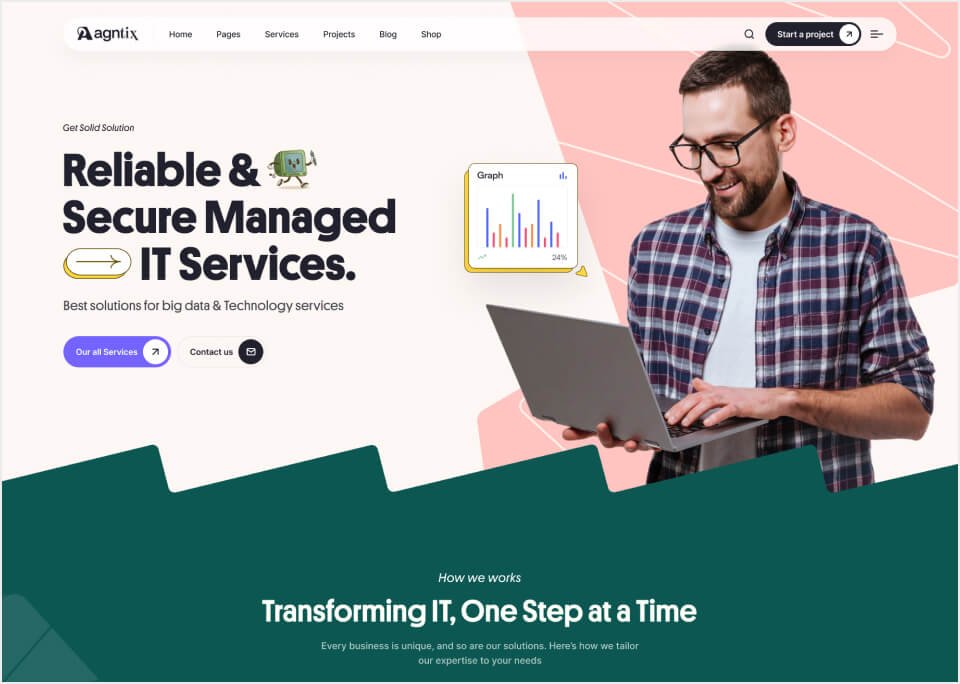 agntix
Home Pages Services Projects Blog Shop
Start a project
Get Solid Solution
Reliable &
Secure Managed
IT Services.
Best solutions for big data & Technology services
Our all Services
Contact us
Graph
24%
How we works
Transforming IT, One Step at a Time
Every business is unique, and so are our solutions. Here's how we tailor
our expertise to your needs